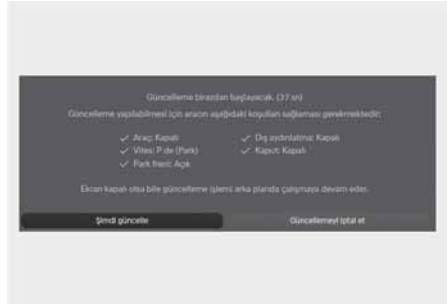 Güncelleme birazdan başlayacak. (37 sn)
Güncelleme yapılabilmesi için aracın aşağıdaki koşulları sağlaması gerekmektedir:
✓ Araç: Kapalı ✓ Dış aydınlatma: Kapalı
✓ Vites: P de (Park) ✓ Kaput: Kapalı
✓ Park freni: Açık
Ekran kapalı olsa bile güncelleme işlemi arka planda çalışmaya devam eder.
Şimdi güncelle Güncellemeyi iptal et